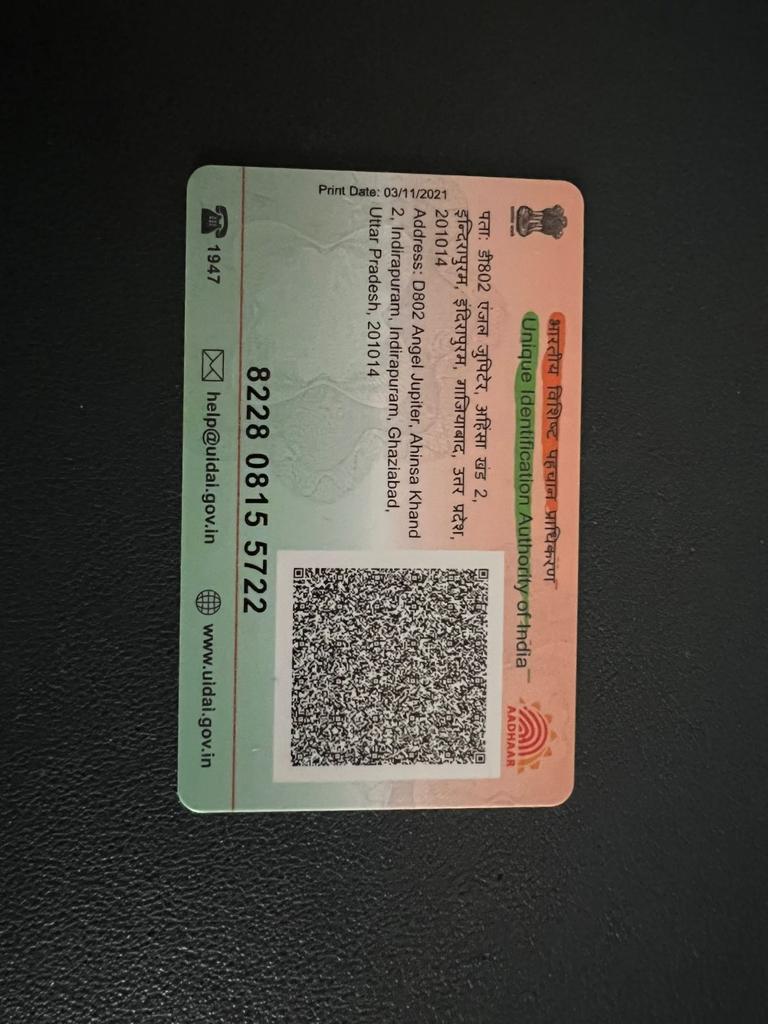 भारतीय विशिष्ट पहचान प्राधिकरण
Unique Identification Authority of India
AADHAAR
पता: डी802 एंजल जुपिटेर, अहिंसा खंड 2,
इन्दिरापुरम, इंदिरापुरम, गाजियाबाद, उत्तर प्रदेश,
201014
Address: D802 Angel Jupiter, Ahinsa Khand
2, Indirapuram, Indirapuram, Ghaziabad,
Uttar Pradesh, 201014
Print Date: 03/11/2021
8228 0815 5722
1947
help@uidai.gov.in
www.uidai.gov.in